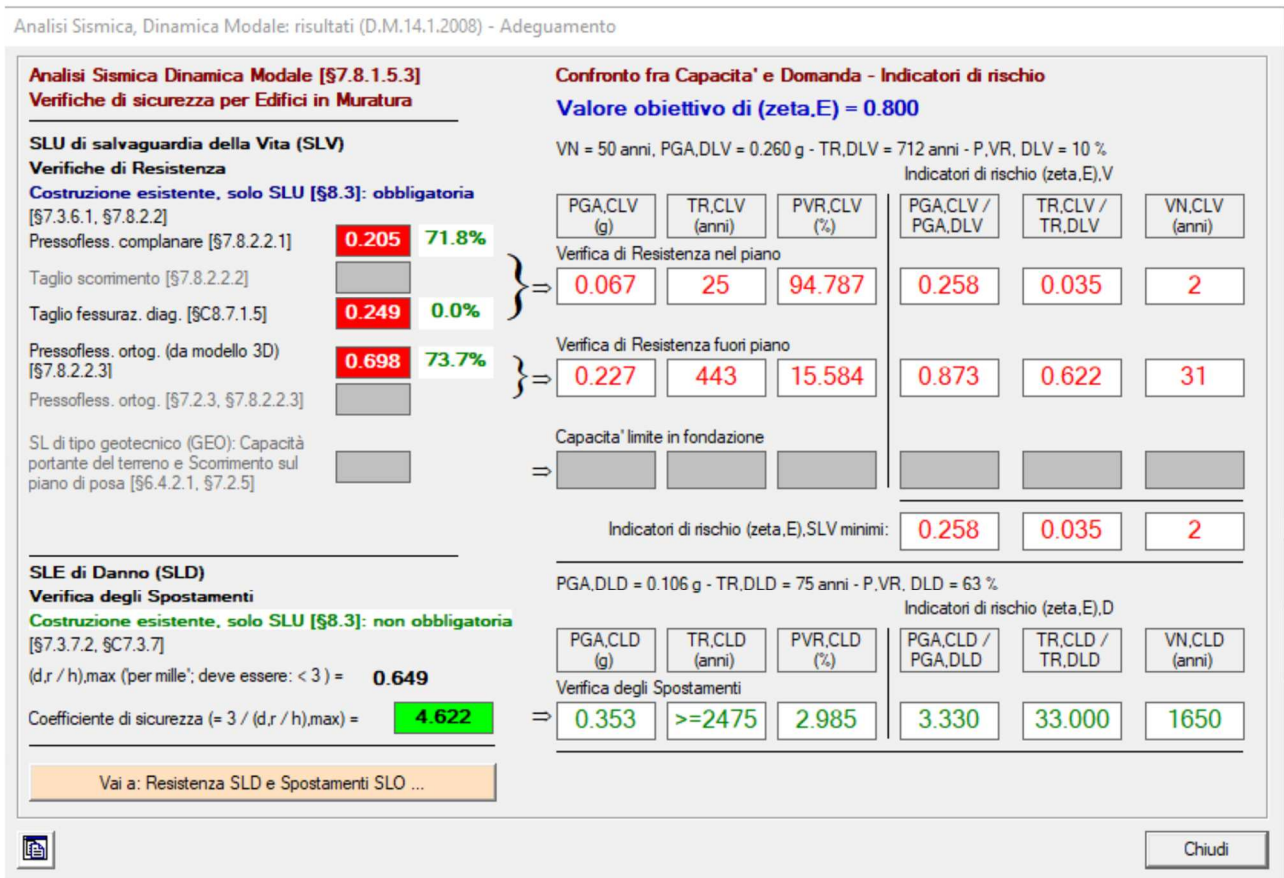 Analisi Sismica, Dinamica Modale: risultati (D.M.14.1.2008) - Adeguamento
Analisi Sismica Dinamica Modale [§7.8.1.5.3]
Verifiche di sicurezza per Edifici in Muratura
SLU di salvaguardia della Vita (SLV)
Verifiche di Resistenza
Costruzione esistente, solo SLU [§8.3]: obbligatoria
[§7.3.6.1, §7.8.2.2]
Pressofless. complanare [§7.8.2.2.1] 0.205 71.8%
Taglio scorrimento [§7.8.2.2.2]
Taglio fessuraz. diag. [§C8.7.1.5] 0.249 0.0%
Pressofless. ortog. (da modello 3D)
[§7.8.2.2.3] 0.698 73.7%
Pressofless. ortog. [§7.2.3, §7.8.2.2.3]
SL di tipo geotecnico (GEO): Capacità
portante del terreno e Scorrimento sul
piano di posa [§6.4.2.1, §7.2.5]
Confronto fra Capacita' e Domanda - Indicatori di rischio
Valore obiettivo di (zeta,E) = 0.800
VN = 50 anni, PGA,DLV = 0.260 g - TR,DLV = 712 anni - P,VR, DLV = 10 %
Indicatori di rischio (zeta,E),V
PGA,CLV (g) TR,CLV (anni) PVR,CLV (%) PGA,CLV / PGA,DLV TR,CLV / TR,DLV VN,CLV (anni)
Verifica di Resistenza nel piano
⇒ 0.067 25 94.787 0.258 0.035 2
Verifica di Resistenza fuori piano
⇒ 0.227 443 15.584 0.873 0.622 31
Capacita' limite in fondazione
⇒
Indicatori di rischio (zeta,E),SLV minimi: 0.258 0.035 2
SLE di Danno (SLD)
Verifica degli Spostamenti
Costruzione esistente, solo SLU [§8.3]: non obbligatoria
[§7.3.7.2, §C7.3.7]
(d,r / h),max ('per mille'; deve essere: < 3 ) = 0.649
Coefficiente di sicurezza (= 3 / (d,r / h),max) = 4.622
PGA,DLD = 0.106 g - TR,DLD = 75 anni - P,VR, DLD = 63 %
Indicatori di rischio (zeta,E),D
PGA,CLD (g) TR,CLD (anni) PVR,CLD (%) PGA,CLD / PGA,DLD TR,CLD / TR,DLD VN,CLD (anni)
Verifica degli Spostamenti
⇒ 0.353 >=2475 2.985 3.330 33.000 1650
Vai a: Resistenza SLD e Spostamenti SLO ...
Chiudi